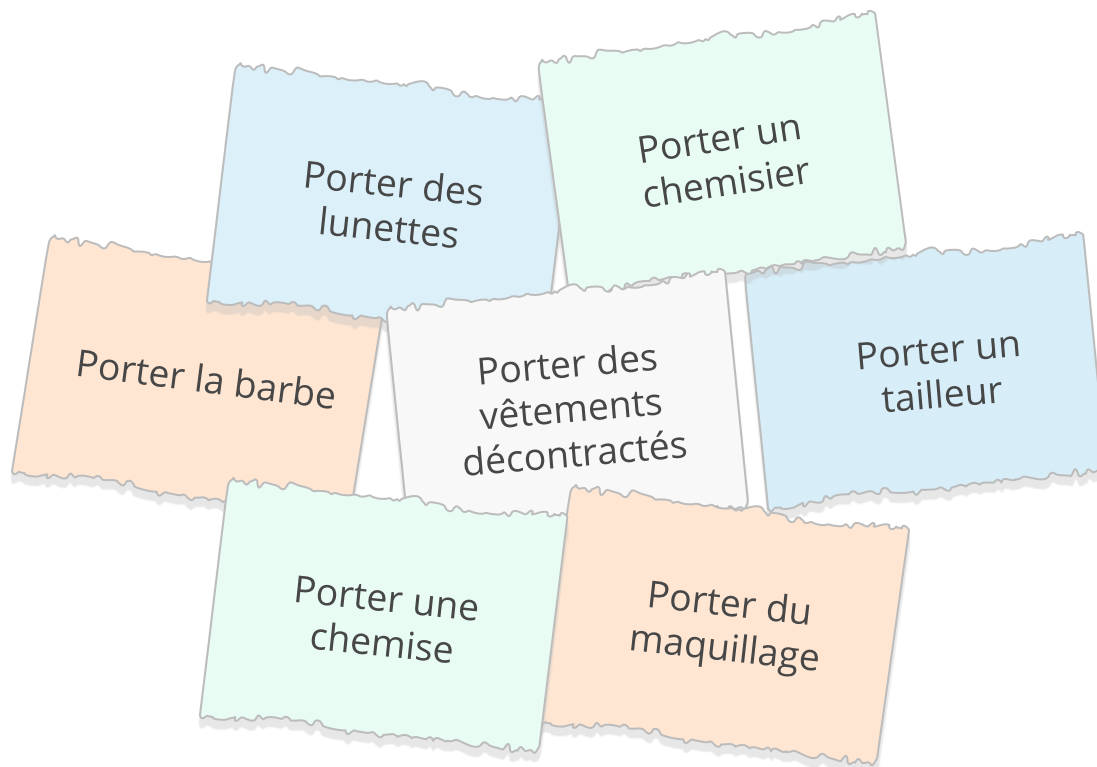 Porter des
lunettes
Porter un
chemisier
Porter la barbe
Porter des
vêtements
décontractés
Porter un
tailleur
Porter une
chemise
Porter du
maquillage